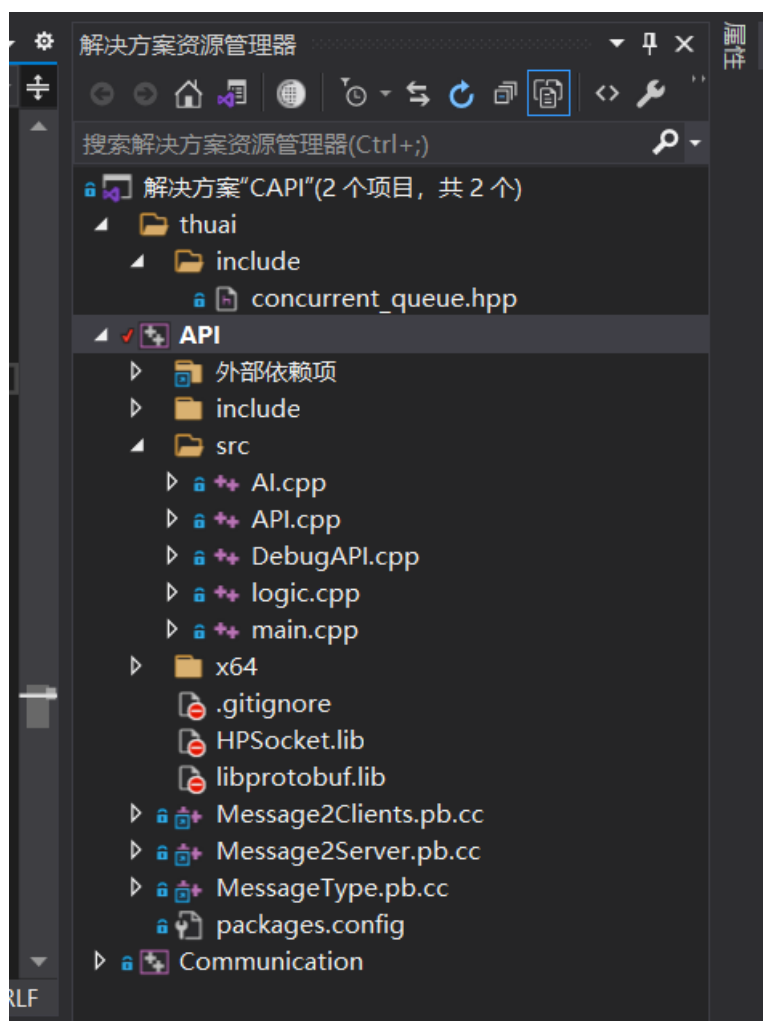 解决方案资源管理器
属性
搜索解决方案资源管理器(Ctrl+;)
解决方案"CAPI"(2 个项目，共 2 个)
thuai
include
concurrent_queue.hpp
API
外部依赖项
include
src
AI.cpp
API.cpp
DebugAPI.cpp
logic.cpp
main.cpp
x64
.gitignore
HPSocket.lib
libprotobuf.lib
Message2Clients.pb.cc
Message2Server.pb.cc
MessageType.pb.cc
packages.config
Communication
RLF